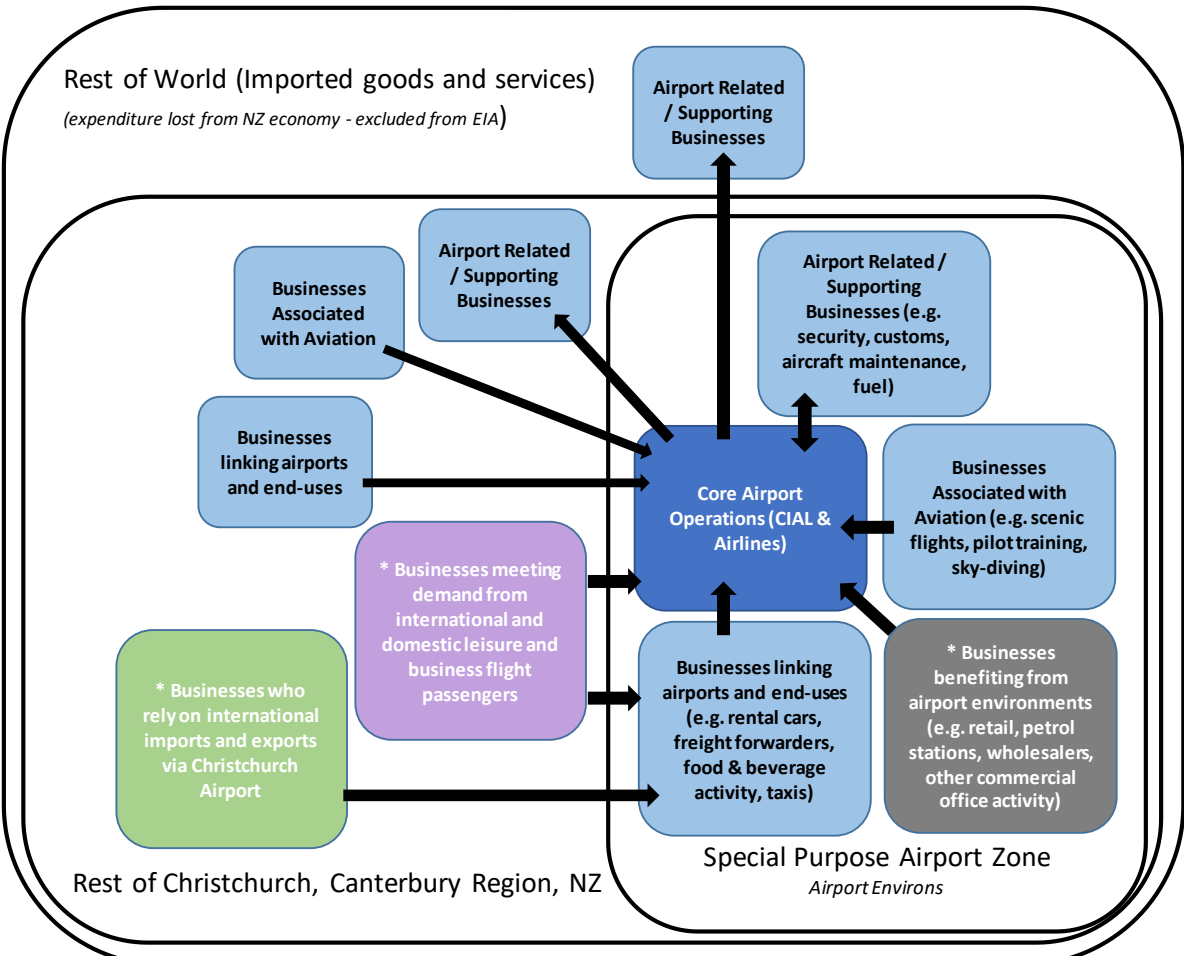 Rest of World (Imported goods and services)
(expenditure lost from NZ economy - excluded from EIA)
Airport Related
/ Supporting
Businesses
Businesses
Associated
with Aviation
Airport Related
/ Supporting
Businesses
Airport Related /
Supporting
Businesses (e.g.
security, customs,
aircraft maintenance,
fuel)
Businesses
linking airports
and end-uses
Core Airport
Operations (CIAL &
Airlines)
Businesses
Associated with
Aviation (e.g. scenic
flights, pilot training,
sky-diving)
* Businesses meeting
demand from
international and
domestic leisure and
business flight
passengers
* Businesses who
rely on international
imports and exports
via Christchurch
Airport
Businesses linking
airports and end-uses
(e.g. rental cars,
freight forwarders,
food & beverage
activity, taxis)
* Businesses
benefiting from
airport environments
(e.g. retail, petrol
stations, wholesalers,
other commercial
office activity)
Rest of Christchurch, Canterbury Region, NZ
Special Purpose Airport Zone
Airport Environs